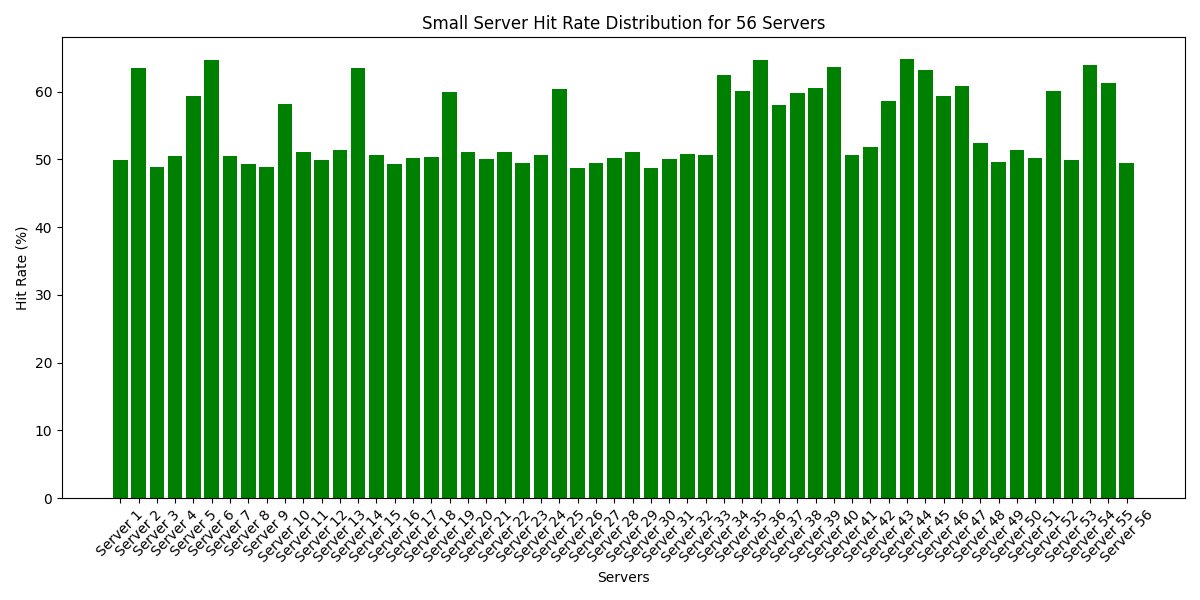 Small Server Hit Rate Distribution for 56 Servers
Hit Rate (%)
60
50
40
30
20
10
0
Server 1
Server 2
Server 3
Server 4
Server 5
Server 6
Server 7
Server 8
Server 9
Server 10
Server 11
Server 12
Server 13
Server 14
Server 15
Server 16
Server 17
Server 18
Server 19
Server 20
Server 21
Server 22
Server 23
Server 24
Server 25
Server 26
Server 27
Server 28
Server 29
Server 30
Server 31
Server 32
Server 33
Server 34
Server 35
Server 36
Server 37
Server 38
Server 39
Server 40
Server 41
Server 42
Server 43
Server 44
Server 45
Server 46
Server 47
Server 48
Server 49
Server 50
Server 51
Server 52
Server 53
Server 54
Server 55
Server 56
Servers